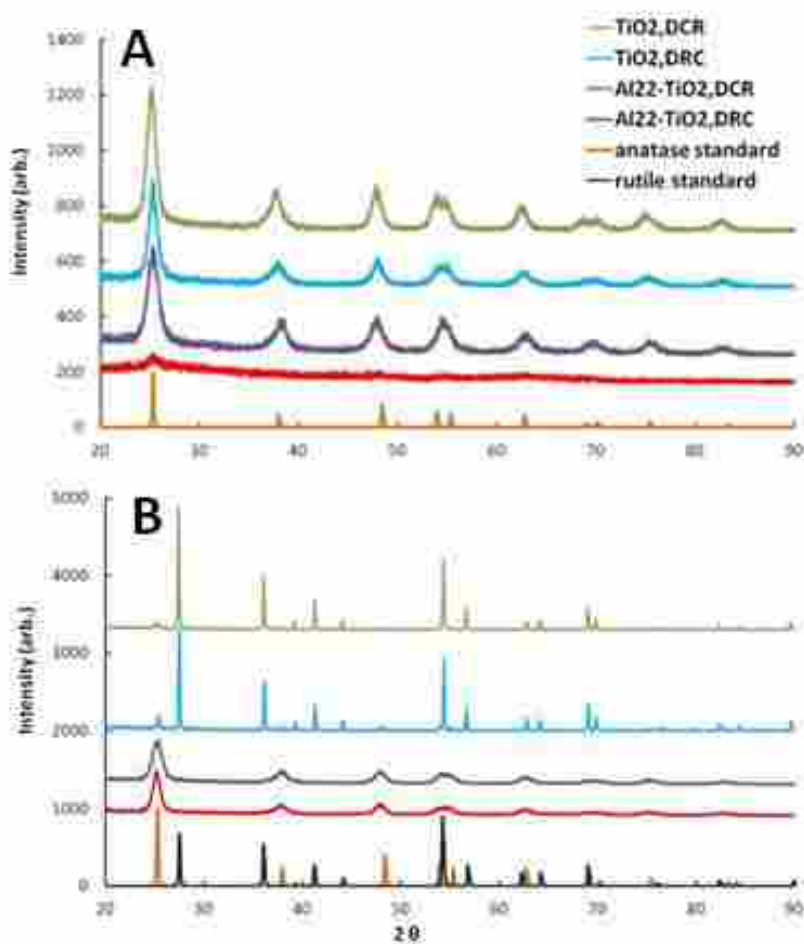 A
TiO2,DCR
TiO2,DRC
Al22-TiO2,DCR
Al22-TiO2,DRC
anatase standard
rutile standard
Intensity (arb.)
1400
1200
1000
800
600
400
200
0
20 30 40 50 60 70 80 90
B
Intensity (arb.)
5000
4000
3000
2000
1000
0
20 30 40 50 60 70 80 90
2 θ